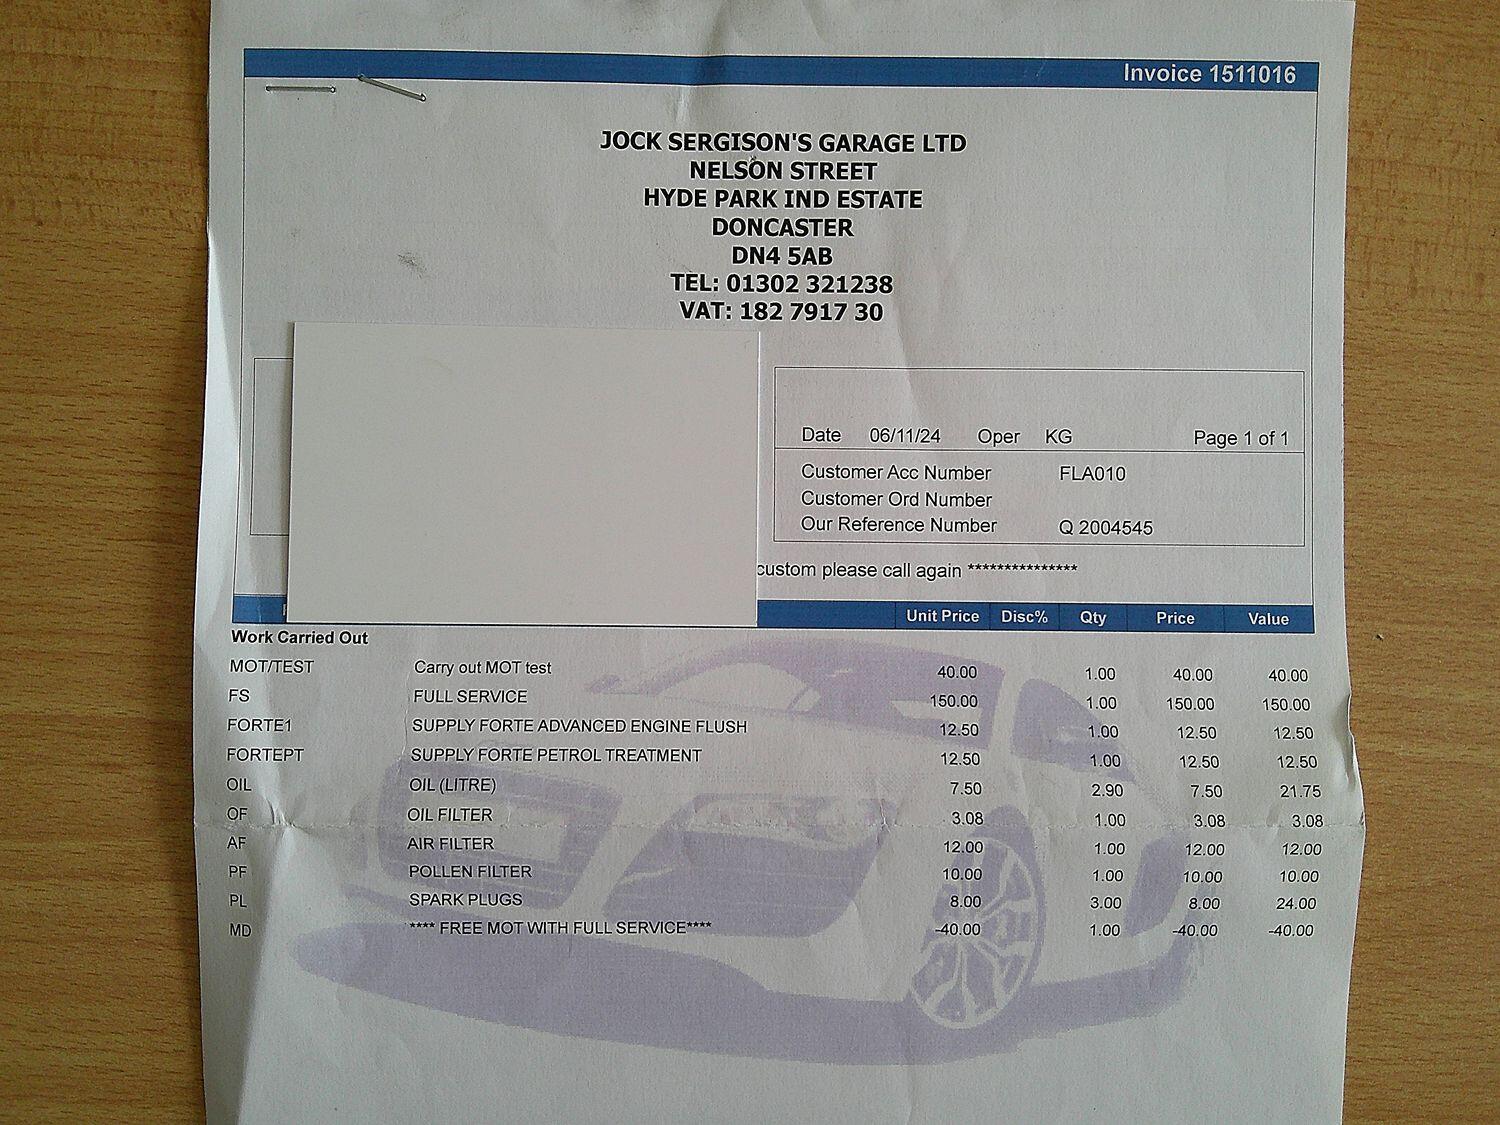 Invoice 1511016
JOCK SERGISON'S GARAGE LTD
NELSON STREET
HYDE PARK IND ESTATE
DONCASTER
DN4 5AB
TEL: 01302 321238
VAT: 182 7917 30
Date 06/11/24 Oper KG Page 1 of 1
Customer Acc Number FLA010
Customer Ord Number
Our Reference Number Q 2004545
custom please call again ***************
Unit Price Disc% Qty Price Value
Work Carried Out
MOT/TEST Carry out MOT test 40.00 1.00 40.00 40.00
FS FULL SERVICE 150.00 1.00 150.00 150.00
FORTE1 SUPPLY FORTE ADVANCED ENGINE FLUSH 12.50 1.00 12.50 12.50
FORTEPT SUPPLY FORTE PETROL TREATMENT 12.50 1.00 12.50 12.50
OIL OIL (LITRE) 7.50 2.90 7.50 21.75
OF OIL FILTER 3.08 1.00 3.08 3.08
AF AIR FILTER 12.00 1.00 12.00 12.00
PF POLLEN FILTER 10.00 1.00 10.00 10.00
PL SPARK PLUGS 8.00 3.00 8.00 24.00
MD **** FREE MOT WITH FULL SERVICE**** -40.00 1.00 -40.00 -40.00